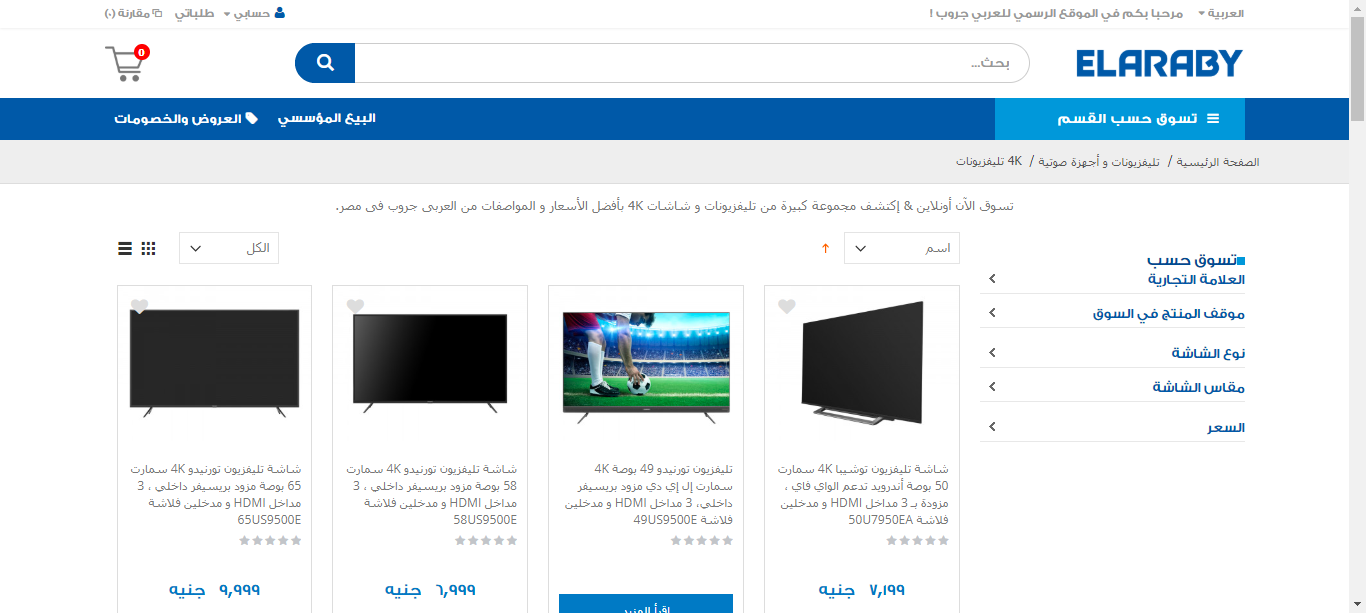 العربية
مرحبا بكم في الموقع الرسمي للعربي جروب !
حسابي
طلباتي
مقارنة (٠)
ELARABY
بحث...
0
تسوق حسب القسم
البيع المؤسسي
العروض والخصومات
الصفحة الرئيسية / تليفزيونات و أجهزة صوتية / 4K تليفزيونات
تسوق الآن أونلاين & إكتشف مجموعة كبيرة من تليفزيونات و شاشات 4K بأفضل الأسعار و المواصفات من العربى جروب فى مصر.
تسوق حسب
العلامة التجارية
موقف المنتج في السوق
نوع الشاشة
مقاس الشاشة
السعر
اسم
الكل
شاشة تليفزيون توشيبا 4K سمارت
50 بوصة أندرويد تدعم الواي فاي ،
مزودة بـ 3 مداخل HDMI و مدخلين
فلاشة 50U7950EA
٧,١٩٩ جنيه
تليفزيون تورنيدو 49 بوصة 4K
سمارت إل إي دي مزود بريسيفر
داخلي، 3 مداخل HDMI و مدخلين
فلاشة 49US9500E
اقرأ المزيد
شاشة تليفزيون تورنيدو 4K سمارت
58 بوصة مزود بريسيفر داخلي ، 3
مداخل HDMI و مدخلين فلاشة
58US9500E
٦,٩٩٩ جنيه
شاشة تليفزيون تورنيدو 4K سمارت
65 بوصة مزود بريسيفر داخلي ، 3
مداخل HDMI و مدخلين فلاشة
65US9500E
٩,٩٩٩ جنيه